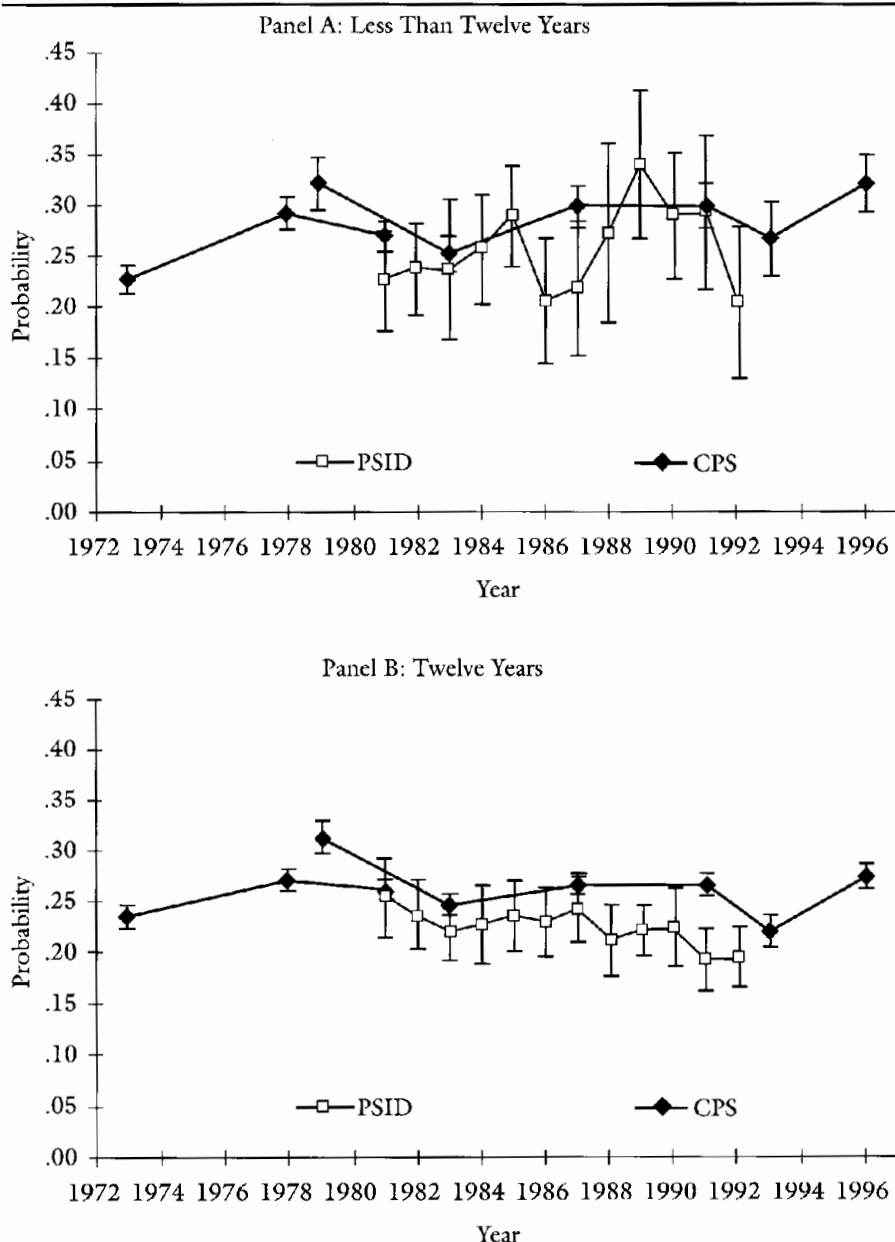 Panel A: Less Than Twelve Years
.45
.40
.35
.30
.25
.20
.15
.10
.05
.00
Probability
PSID CPS
1972 1974 1976 1978 1980 1982 1984 1986 1988 1990 1992 1994 1996
Year
Panel B: Twelve Years
.45
.40
.35
.30
.25
.20
.15
.10
.05
.00
Probability
PSID CPS
1972 1974 1976 1978 1980 1982 1984 1986 1988 1990 1992 1994 1996
Year